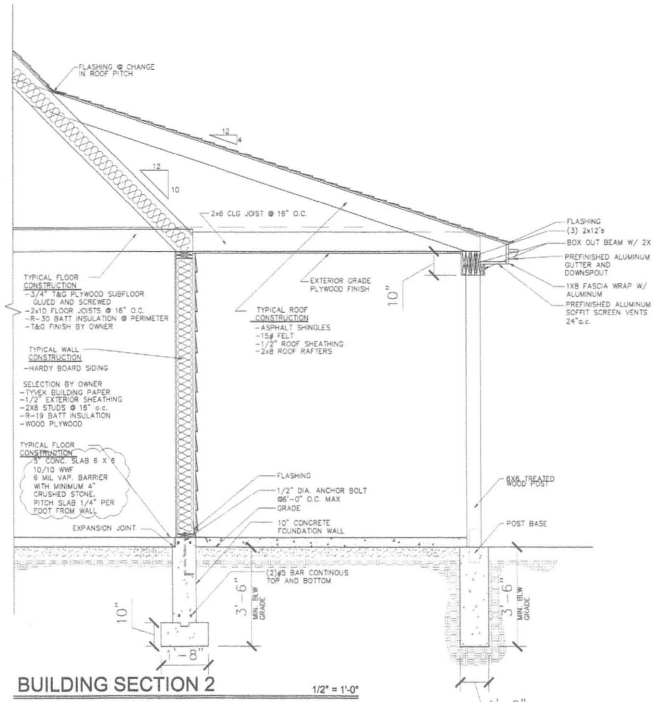 FLASHING @ CHANGE
IN ROOF PITCH
12
4
12
10
2x6 CLG JOIST @ 16" O.C.
FLASHING
(3) 2x12's
BOX OUT BEAM W/ 2X
PREFINISHED ALUMINUM
GUTTER AND
DOWNSPOUT
1X8 FASCIA WRAP W/
ALUMINUM
PREFINISHED ALUMINUM
SOFFIT SCREEN VENTS
24"o.c.
EXTERIOR GRADE
PLYWOOD FINISH
10"
TYPICAL FLOOR
CONSTRUCTION
-3/4" T&G PLYWOOD SUBFLOOR
GLUED AND SCREWED
-2x10 FLOOR JOISTS @ 16" O.C.
-R-30 BATT INSULATION @ PERIMETER
-T&G FINISH BY OWNER
TYPICAL ROOF
CONSTRUCTION
-ASPHALT SHINGLES
-15# FELT
-1/2" ROOF SHEATHING
-2x8 ROOF RAFTERS
TYPICAL WALL
CONSTRUCTION
-HARDY BOARD SIDING
SELECTION BY OWNER
-TYVEK BUILDING PAPER
-1/2" EXTERIOR SHEATHING
-2X6 STUDS @ 16" o.c.
-R-19 BATT INSULATION
-WOOD PLYWOOD
TYPICAL FLOOR
CONSTRUCTION
5" CONC. SLAB 6 X 6
10/10 WWF
6 MIL VAP. BARRIER
WITH MINIMUM 4"
CRUSHED STONE.
PITCH SLAB 1/4" PER
FOOT FROM WALL
EXPANSION JOINT
FLASHING
1/2" DIA. ANCHOR BOLT
@6'-0" O.C. MAX
GRADE
10" CONCRETE
FOUNDATION WALL
(2)#5 BAR CONTINOUS
TOP AND BOTTOM
6X6 TREATED
WOOD POST
POST BASE
10"
1'-8"
3'-6"
MIN. BLW
GRADE
3'-6"
MIN. BLW
GRADE
BUILDING SECTION 2
1/2" = 1'-0"